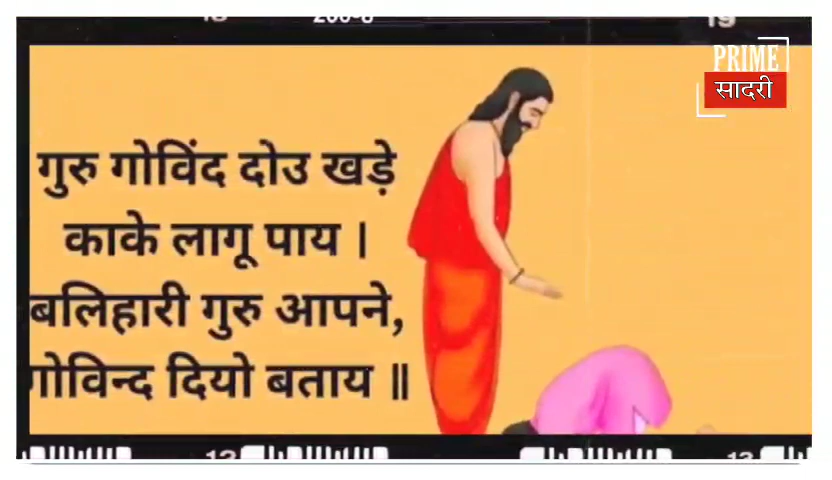 PRIME
सादरी
गुरु गोविंद दोउ खड़े
काके लागू पाय ।
बलिहारी गुरु आपने,
गोविन्द दियो बताय ॥